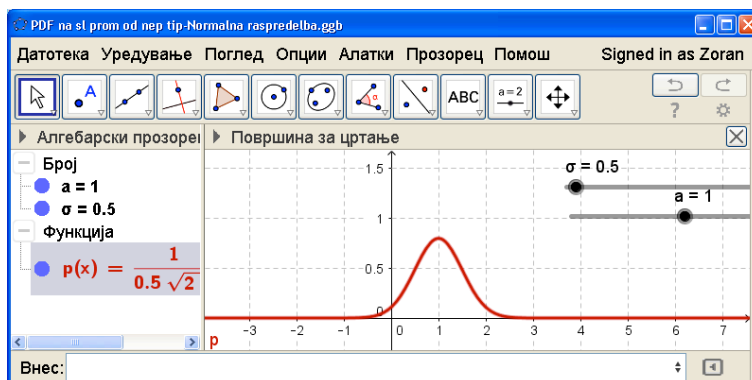 PDF na sl prom od nep tip-Normalna raspredelba.ggb
Датотека Уредување Поглед Опции Алатки Прозорец Помош Signed in as Zoran
A ABC a = 2 ?
Алгебарски прозорец Површина за цртање
Број
a = 1
σ = 0.5
Функција
p(x) = 1 / 0.5 √2
σ = 0.5
a = 1
1.5
1
0.5
0
-3 -2 -1 0 1 2 3 4 5 6 7
p
Внес: